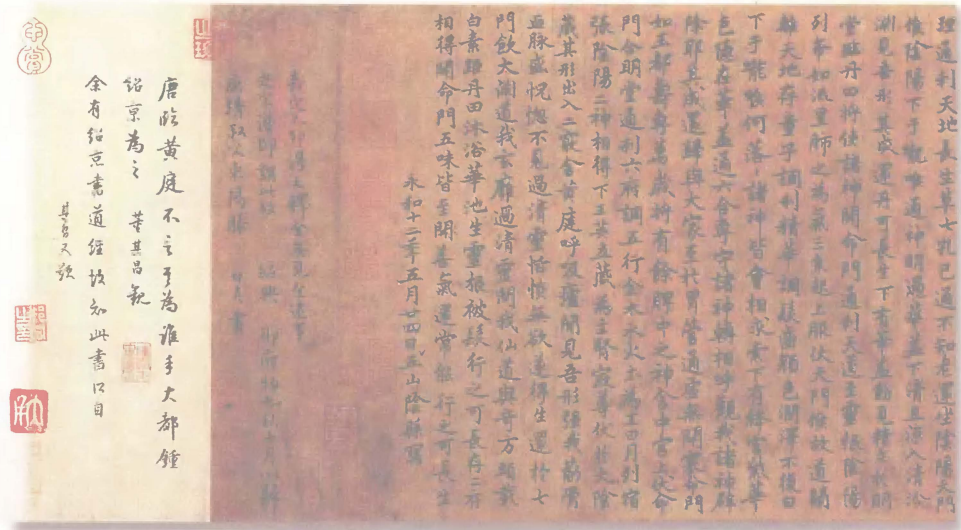 理通利天地長生草七孔已通不知老還坐陰陽天門
候陰陽下于嚨喉通神明過華蓋下清且涼入清泠
淵見吾形其成還丹可長生下有華蓋動見精立於明
堂臨丹田將使諸神開命門通利天道至靈根陰陽
列布如流星肺之為氣三焦起上服伏天門候故道闚
離天地存童子調利精華調髮齒顏色潤澤不復白
下于嚨喉何落諸神皆會相求索下有絳宮紫華
色隱在華蓋通六合專守諸神轉相呼觀我諸神辟
除耶其成還歸與大家至於胃管通虛無閉塞命門
如玉都壽專萬歲將有餘脾中之神舍中宮上伏命
門合明堂通利六府調五行金木水火土為王日月列宿
張陰陽二神相得下玉英五藏為主腎最尊伏於大陰
藏其形出入二竅舍黃庭呼吸廬間見吾形強我筋骨
血脉盛恍惚不見過清靈恬惔無欲遂得生還於七
門飲大淵道我玄廱過清靈問我仙道與奇方頭載
白素距丹田沐浴華池生靈根被髮行之可長存二府
相得開命門五味皆至開善氣還常能行之可長生
永和十二年五月廿四日五山陰縣寫
唐臨黃庭不之定為誰手大都鍾
紹京為之 董其昌觀
余有紹京書道經故知此書以目
其昌又題